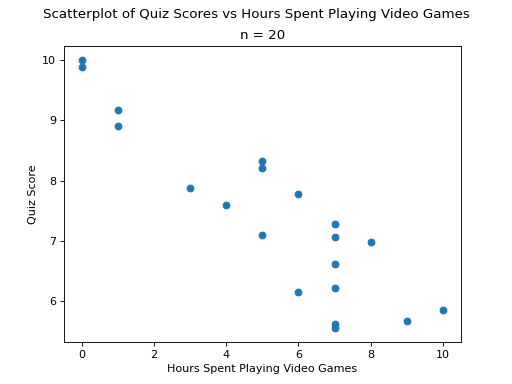 Scatterplot of Quiz Scores vs Hours Spent Playing Video Games
n = 20
10
9
8
7
6
Quiz Score
0 2 4 6 8 10
Hours Spent Playing Video Games